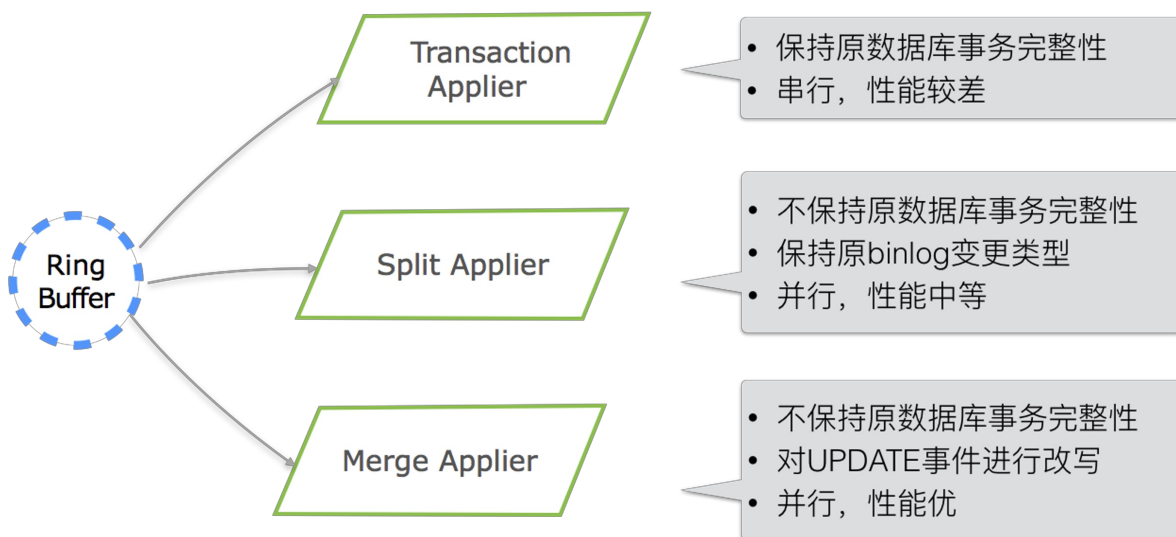 Transaction
Applier
• 保持原数据库事务完整性
• 串行，性能较差
Ring
Buffer
Split Applier
• 不保持原数据库事务完整性
• 保持原binlog变更类型
• 并行，性能中等
Merge Applier
• 不保持原数据库事务完整性
• 对UPDATE事件进行改写
• 并行，性能优